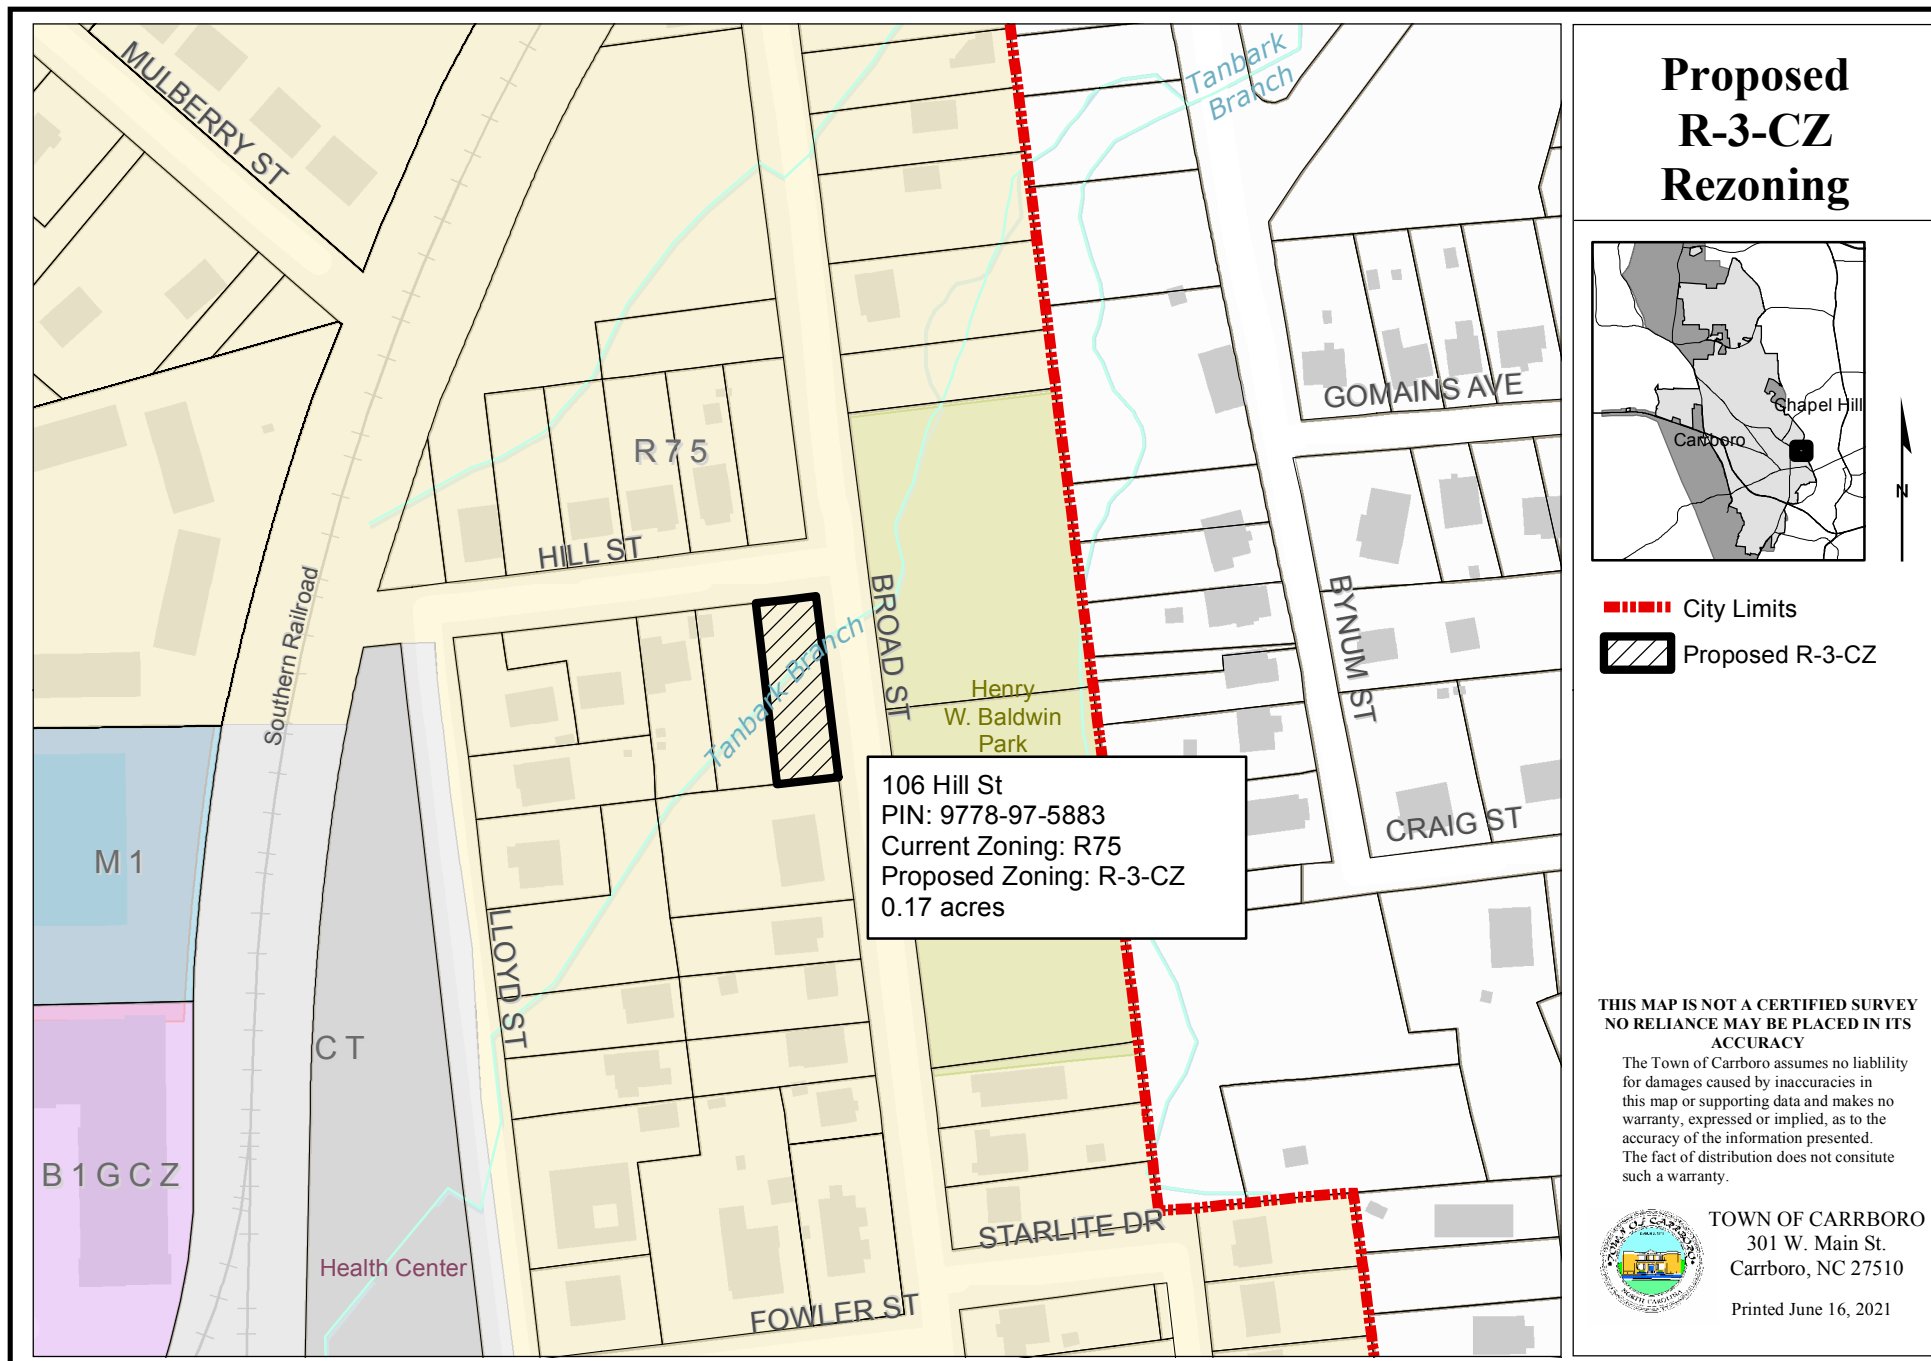 MULBERRY ST
Tanbark
Branch
R 7 5
HILL ST
GOMAINS AVE
Southern Railroad
Tanbark Branch
BROAD ST
BYNUM ST
Henry
W. Baldwin
Park
106 Hill St
PIN: 9778-97-5883
Current Zoning: R75
Proposed Zoning: R-3-CZ
0.17 acres
CRAIG ST
M 1
LLOYD ST
C T
B 1 G C Z
Health Center
STARLITE DR
FOWLER ST
Proposed
R-3-CZ
Rezoning
Chapel Hill
Carrboro
N
City Limits
Proposed R-3-CZ
THIS MAP IS NOT A CERTIFIED SURVEY
NO RELIANCE MAY BE PLACED IN ITS
ACCURACY
The Town of Carrboro assumes no liablility
for damages caused by inaccuracies in
this map or supporting data and makes no
warranty, expressed or implied, as to the
accuracy of the information presented.
The fact of distribution does not consitute
such a warranty.
TOWN OF CARRBORO
NORTH CAROLINA
TOWN OF CARRBORO
301 W. Main St.
Carrboro, NC 27510
Printed June 16, 2021